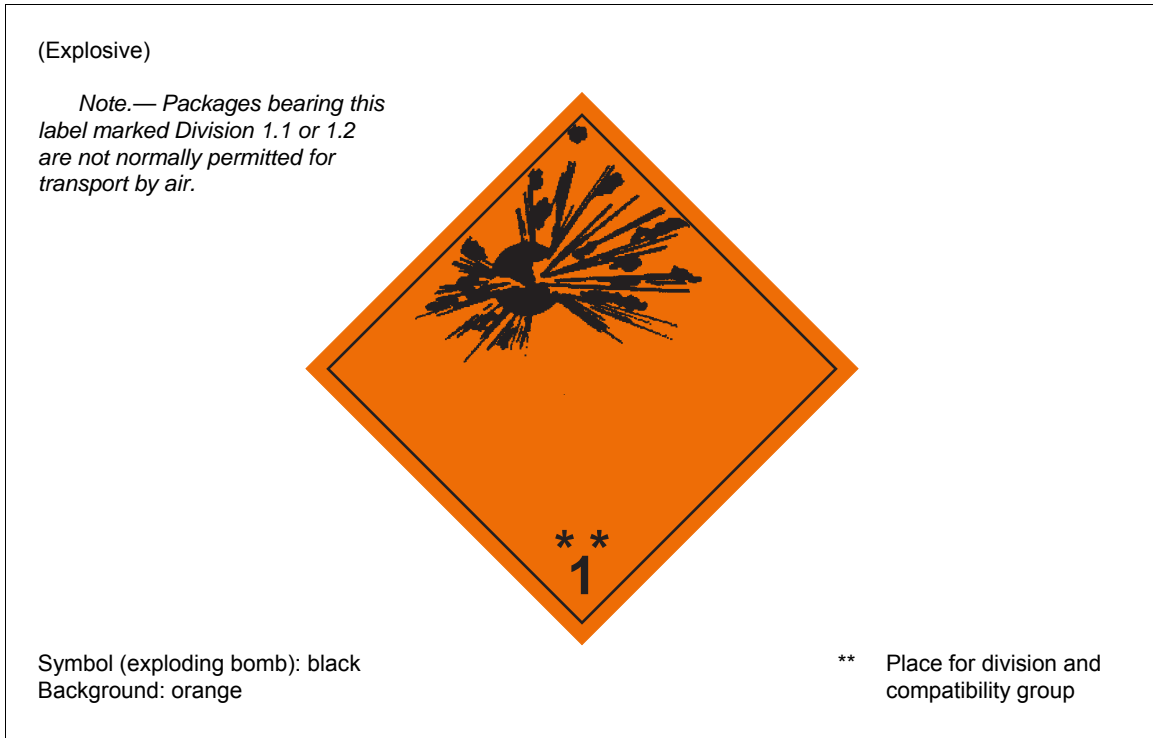 (Explosive)
Note.— Packages bearing this
label marked Division 1.1 or 1.2
are not normally permitted for
transport by air.
* *
1
Symbol (exploding bomb): black
Background: orange
** Place for division and
compatibility group